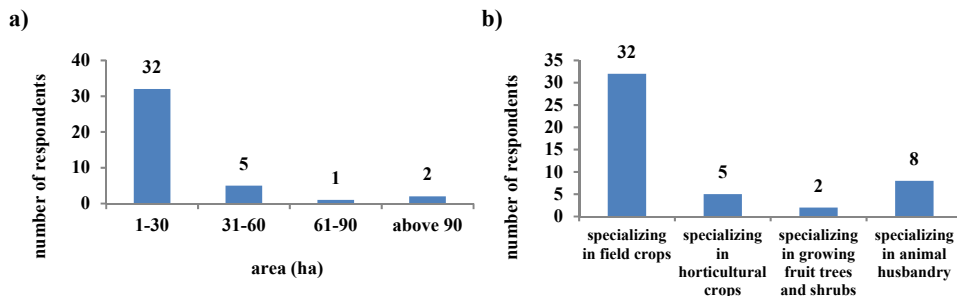 a)
number of respondents
40
30
20
10
0
32
5
1
2
1-30 31-60 61-90 above 90
area (ha)
b)
number of respondents
35
30
25
20
15
10
5
0
32
5
2
8
specializing
in field crops
specializing
in
horticultural
crops
specializing
in growing
fruit trees
and shrubs
specializing
in animal
husbandry